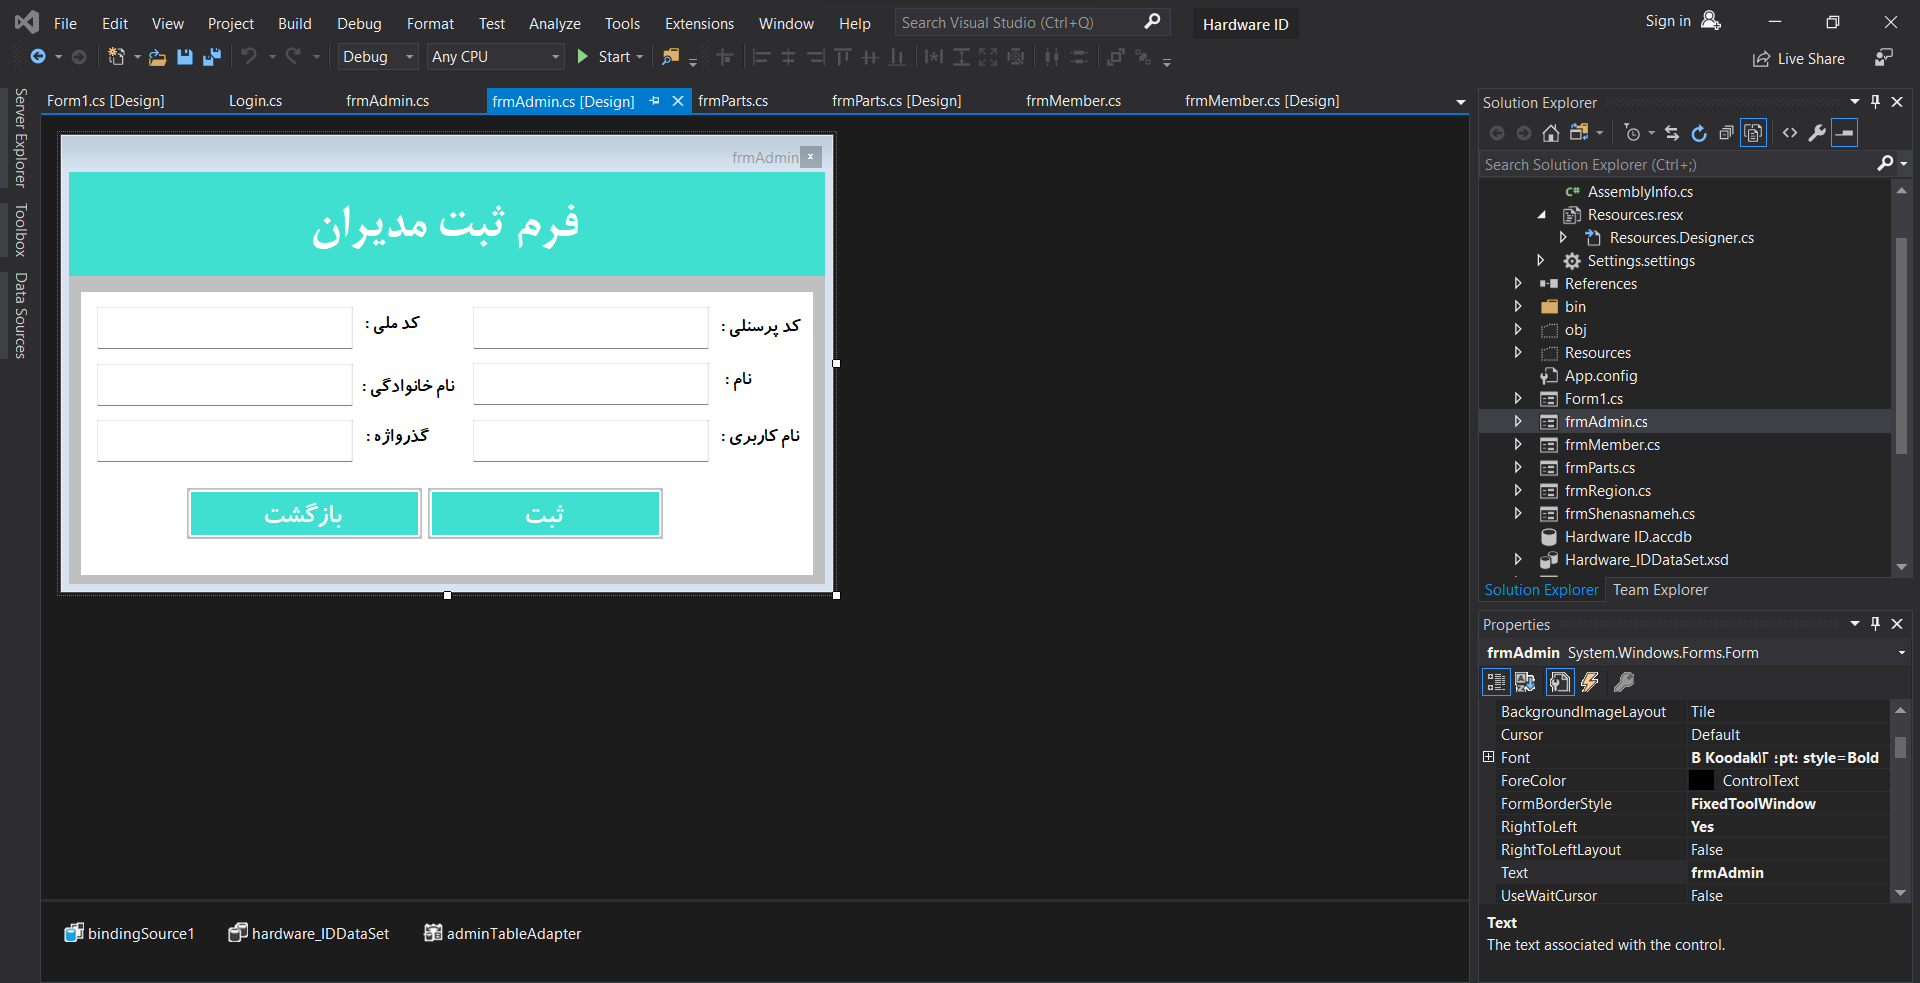 File Edit View Project Build Debug Format Test Analyze Tools Extensions Window Help Search Visual Studio (Ctrl+Q) Hardware ID Sign in
Debug Any CPU Start Live Share
Server Explorer
Toolbox
Data Sources
Form1.cs [Design] Login.cs frmAdmin.cs frmAdmin.cs [Design] frmParts.cs frmParts.cs [Design] frmMember.cs frmMember.cs [Design]
frmAdmin
فرم ثبت مدیران
کد پرسنلی :
کد ملی :
نام :
نام خانوادگی :
نام کاربری :
گذرواژه :
ثبت
بازگشت
bindingSource1 hardware_IDDataSet adminTableAdapter
Solution Explorer
Search Solution Explorer (Ctrl+;)
C# AssemblyInfo.cs
Resources.resx
Resources.Designer.cs
Settings.settings
References
bin
obj
Resources
App.config
Form1.cs
frmAdmin.cs
frmMember.cs
frmParts.cs
frmRegion.cs
frmShenasnameh.cs
Hardware ID.accdb
Hardware_IDDataSet.xsd
Solution Explorer Team Explorer
Properties
frmAdmin System.Windows.Forms.Form
BackgroundImageLayout Tile
Cursor Default
Font B Koodak style=Bold
ForeColor ControlText
FormBorderStyle FixedToolWindow
RightToLeft Yes
RightToLeftLayout False
Text frmAdmin
UseWaitCursor False
Text
The text associated with the control.